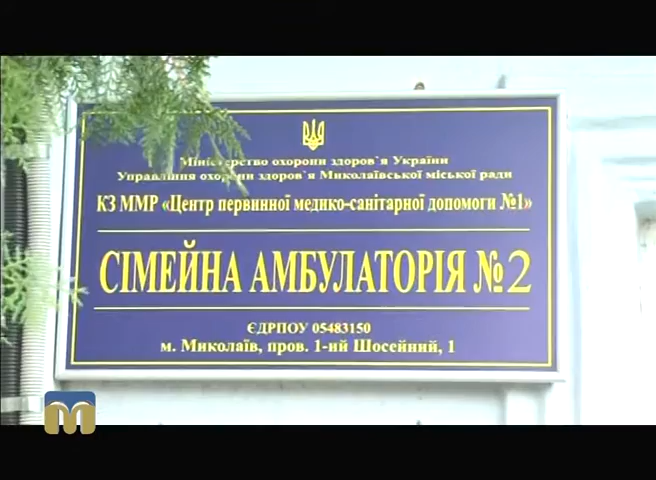 Міністерство охорони здоров`я України
Управління охорони здоров`я Миколаївської міської ради
КЗ ММР «Центр первинної медико-санітарної допомоги №1»
СІМЕЙНА АМБУЛАТОРІЯ №2
ЄДРПОУ 05483150
м. Миколаїв, пров. 1-ий Шосейний, 1